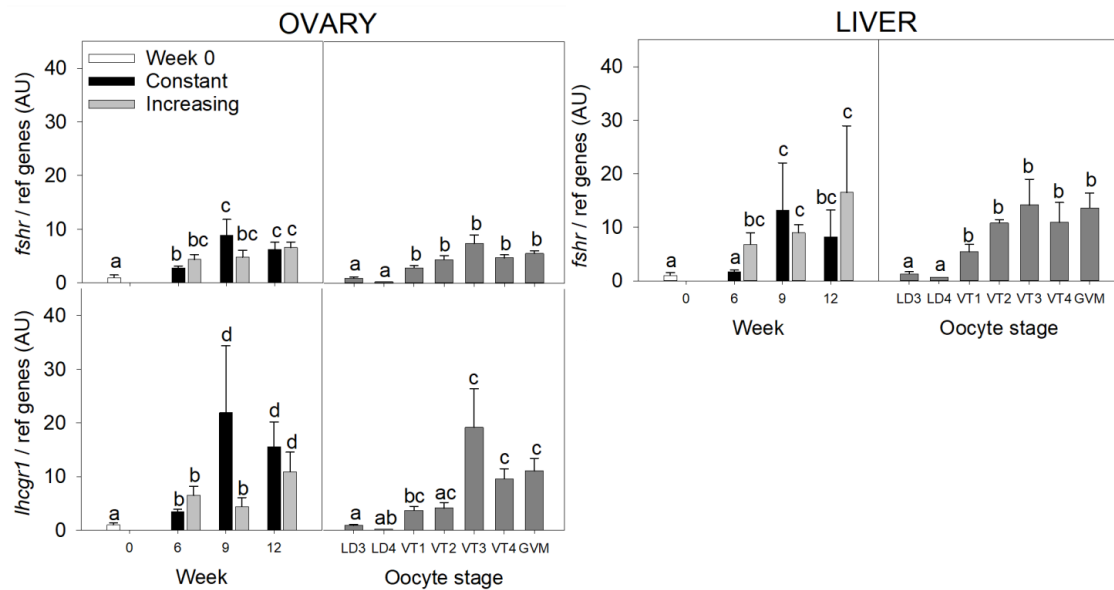 OVARY
fshr / ref genes (AU)
40
30
20
10
0
Week 0
Constant
Increasing
a
b
bc
c
bc
c
c
a
a
b
b
b
b
b
lhcgr1 / ref genes (AU)
40
30
20
10
0
a
b
b
d
b
d
d
a
ab
bc
ac
c
c
c
0 6 9 12
LD3 LD4 VT1 VT2 VT3 VT4 GVM
Week
Oocyte stage
LIVER
fshr / ref genes (AU)
40
30
20
10
0
a
a
bc
c
c
bc
c
a
a
b
b
b
b
b
0 6 9 12
LD3 LD4 VT1 VT2 VT3 VT4 GVM
Week
Oocyte stage